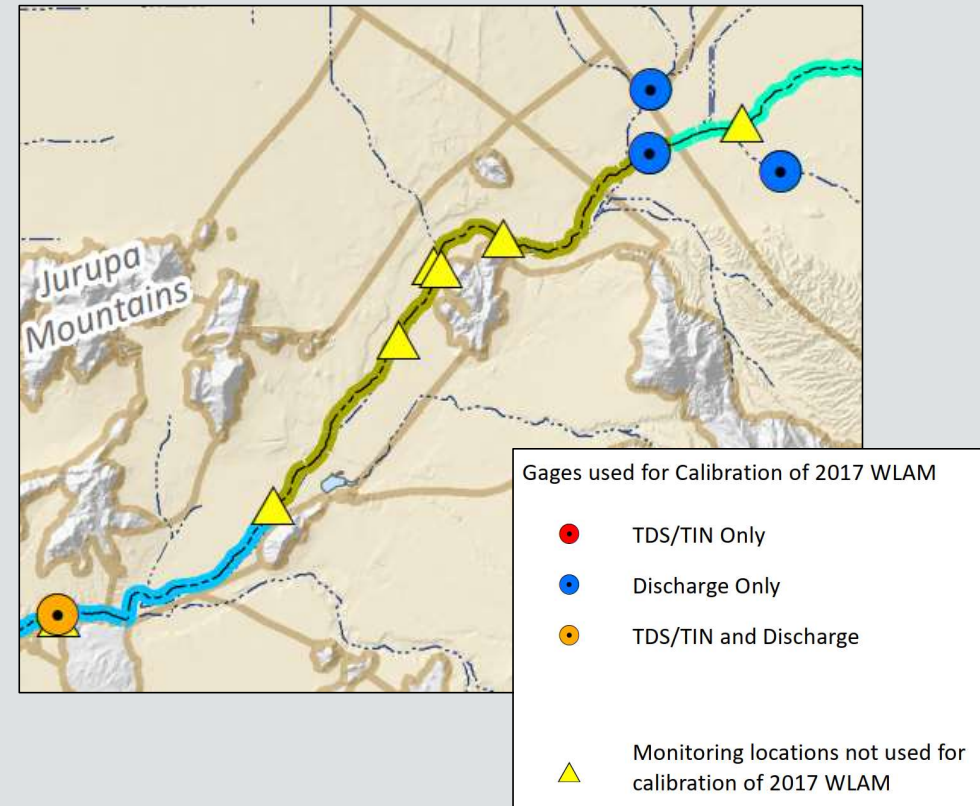 Jurupa
Mountains
Gages used for Calibration of 2017 WLAM
TDS/TIN Only
Discharge Only
TDS/TIN and Discharge
Monitoring locations not used for
calibration of 2017 WLAM